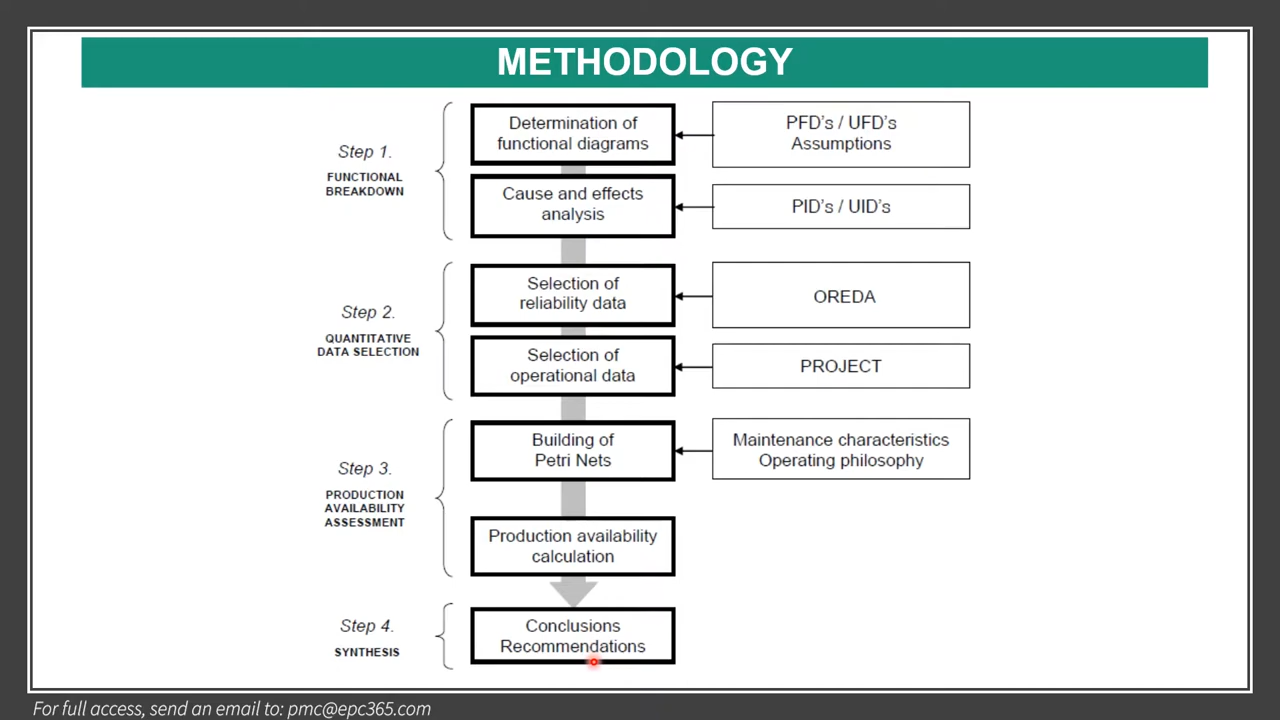 METHODOLOGY
Step 1.
FUNCTIONAL
BREAKDOWN
Determination of
functional diagrams
PFD's / UFD's
Assumptions
Cause and effects
analysis
PID's / UID's
Step 2.
QUANTITATIVE
DATA SELECTION
Selection of
reliability data
OREDA
Selection of
operational data
PROJECT
Step 3.
PRODUCTION
AVAILABILITY
ASSESSMENT
Building of
Petri Nets
Maintenance characteristics
Operating philosophy
Production availability
calculation
Step 4.
SYNTHESIS
Conclusions
Recommendations
For full access, send an email to: pmc@epc365.com